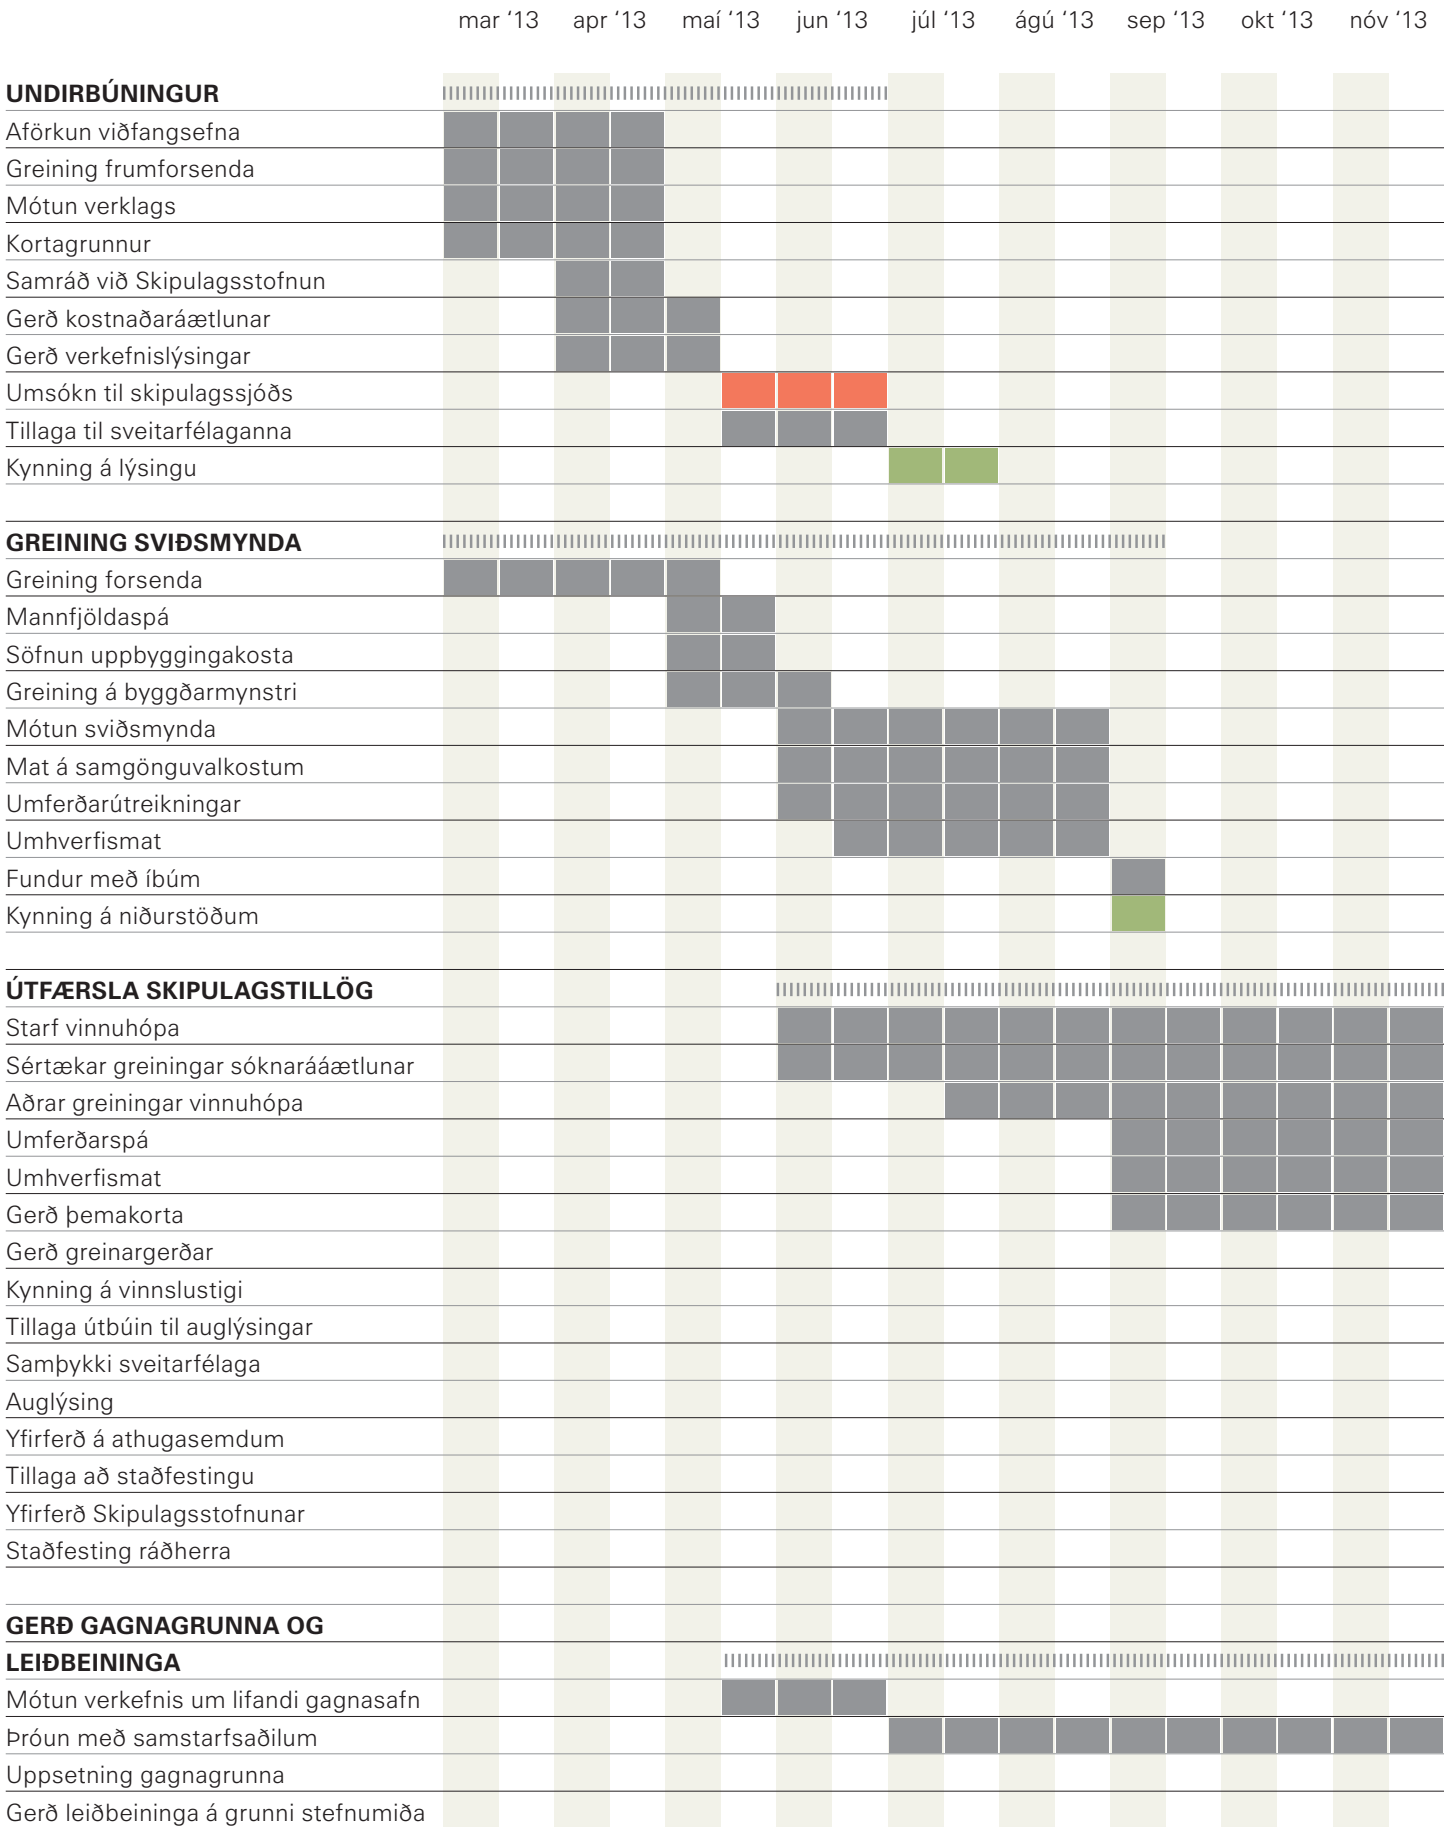 mar ‘13 apr ‘13 maí ‘13 jun ‘13 júl ‘13 ágú ‘13 sep ‘13 okt ‘13 nóv ‘13
UNDIRBÚNINGUR
Aförkun viðfangsefna
Greining frumforsenda
Mótun verklags
Kortagrunnur
Samráð við Skipulagsstofnun
Gerð kostnaðaráætlunar
Gerð verkefnislýsingar
Umsókn til skipulagssjóðs
Tillaga til sveitarfélaganna
Kynning á lýsingu
GREINING SVIÐSMYNDA
Greining forsenda
Mannfjöldaspá
Söfnun uppbyggingakosta
Greining á byggðarmynstri
Mótun sviðsmynda
Mat á samgönguvalkostum
Umferðarútreikningar
Umhverfismat
Fundur með íbúm
Kynning á niðurstöðum
ÚTFÆRSLA SKIPULAGSTILLÖG
Starf vinnuhópa
Sértækar greiningar sóknarááætlunar
Aðrar greiningar vinnuhópa
Umferðarspá
Umhverfismat
Gerð þemakorta
Gerð greinargerðar
Kynning á vinnslustigi
Tillaga útbúin til auglýsingar
Samþykki sveitarfélaga
Auglýsing
Yfirferð á athugasemdum
Tillaga að staðfestingu
Yfirferð Skipulagsstofnunar
Staðfesting ráðherra
GERÐ GAGNAGRUNNA OG
LEIÐBEININGA
Mótun verkefnis um lifandi gagnasafn
Þróun með samstarfsaðilum
Uppsetning gagnagrunna
Gerð leiðbeininga á grunni stefnumiða